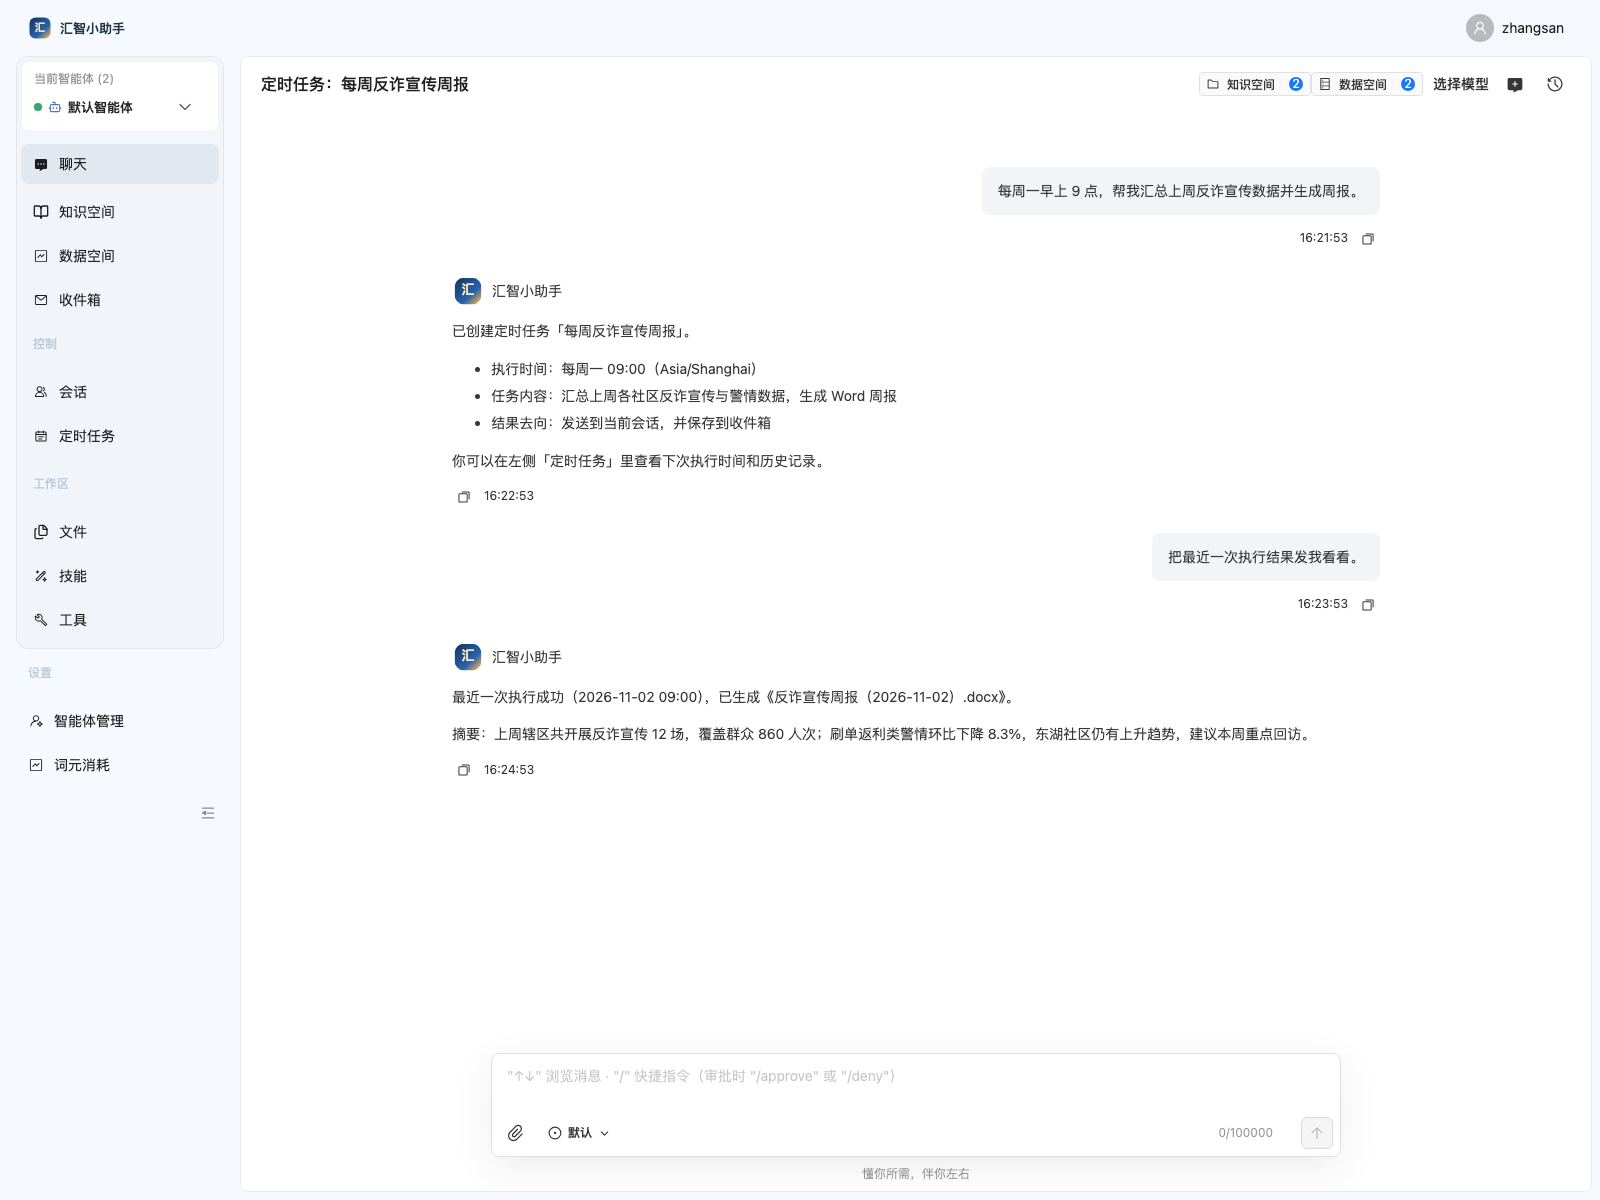 汇 汇智小助手
zhangsan
当前智能体 (2)
默认智能体
聊天
知识空间
数据空间
收件箱
控制
会话
定时任务
工作区
文件
技能
工具
设置
智能体管理
词元消耗
定时任务：每周反诈宣传周报
知识空间 2
数据空间 2
选择模型
每周一早上 9 点，帮我汇总上周反诈宣传数据并生成周报。
16:21:53
汇 汇智小助手
已创建定时任务「每周反诈宣传周报」。
• 执行时间：每周一 09:00（Asia/Shanghai）
• 任务内容：汇总上周各社区反诈宣传与警情数据，生成 Word 周报
• 结果去向：发送到当前会话，并保存到收件箱
你可以在左侧「定时任务」里查看下次执行时间和历史记录。
16:22:53
把最近一次执行结果发我看看。
16:23:53
汇 汇智小助手
最近一次执行成功（2026-11-02 09:00），已生成《反诈宣传周报（2026-11-02）.docx》。
摘要：上周辖区共开展反诈宣传 12 场，覆盖群众 860 人次；刷单返利类警情环比下降 8.3%，东湖社区仍有上升趋势，建议本周重点回访。
16:24:53
"↑↓" 浏览消息 · "/" 快捷指令（审批时 "/approve" 或 "/deny"）
默认
0/100000
懂你所需，伴你左右